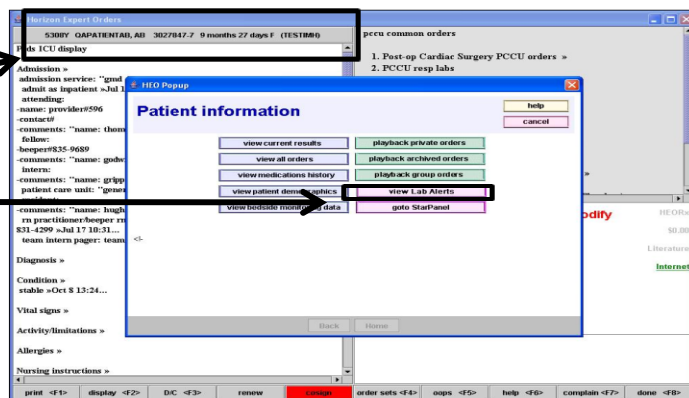 Horizon Expert Orders
5308Y QAPATIENTAB, AB 3027847-7 9 months 27 days F (TESTIMH)
Peds ICU display
Admission »
admission service: "gmd
admit as inpatient »Jul 1
attending:
-name: provider#596
-contact#
-comments: "name: thom
fellow:
-beeper#835-9689
-comments: "name: godw
intern:
-comments: "name: gripp
patient care unit: "gener
-comments: "name: hugh
rn practitioner/beeper rn
831-4299 »Jul 17 10:31...
team intern pager: team
Diagnosis »
Condition »
stable »Oct 8 13:24...
Vital signs »
Activity/limitations »
Allergies »
Nursing instructions »
pccu common orders
1. Post-op Cardiac Surgery PCCU orders »
2. PCCU resp labs
»
odify
HEORx
$0.00
Literature
Internet
HEO Popup
Patient information
help
cancel
view current results
playback private orders
view all orders
playback archived orders
view medications history
playback group orders
view patient demographics
view Lab Alerts
view bedside monitoring data
goto StarPanel
<!-
Back
Home
print <F1>
display <F2>
D/C <F3>
renew
cosign
order sets <F4>
oops <F5>
help <F6>
complain <F7>
done <F8>